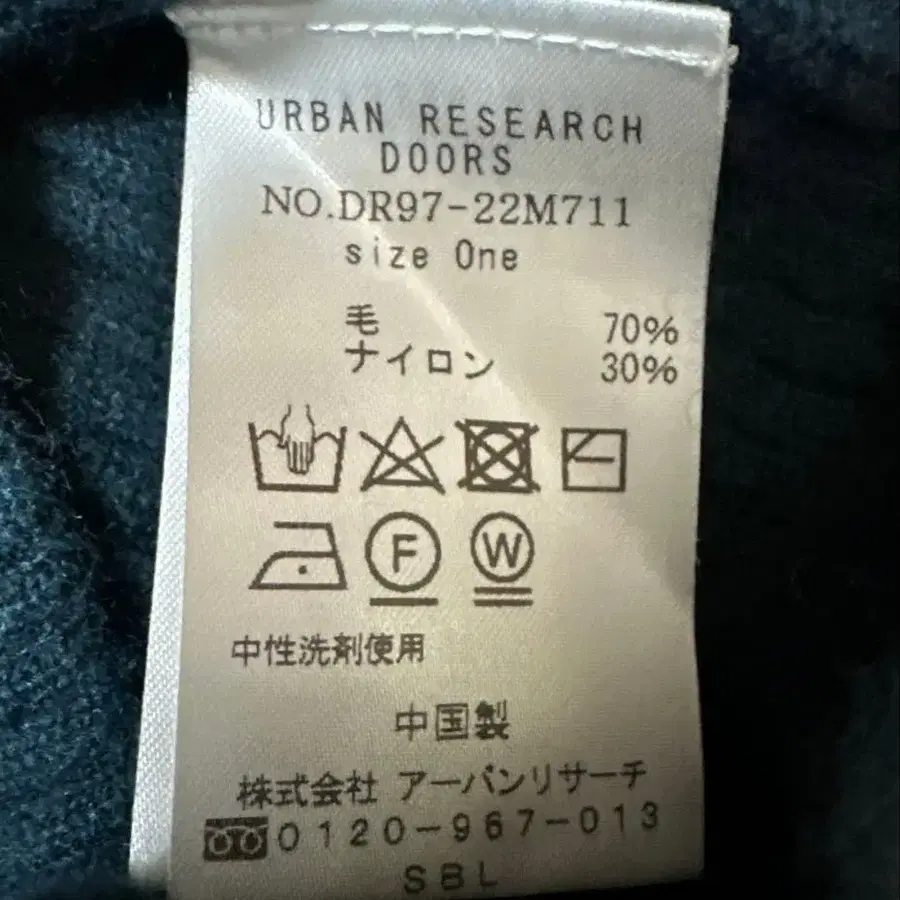 URBAN RESEARCH
DOORS
NO.DR97-22M711
size One
毛 70%
ナイロン 30%
F W
中性洗剤使用
中国製
株式会社 アーバンリサーチ
0120-967-013
SBL